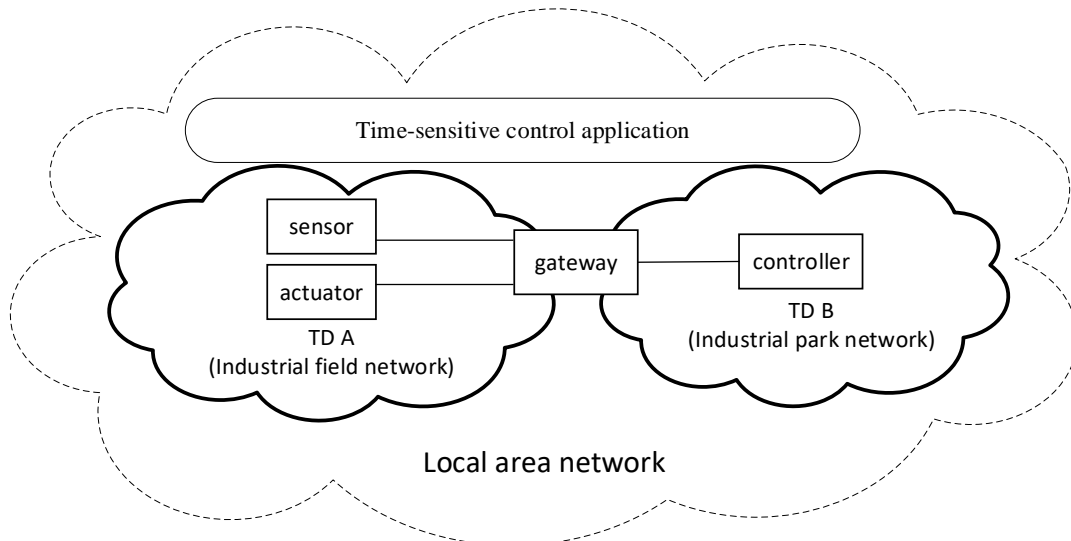 Time-sensitive control application
sensor
gateway
controller
actuator
TD A
(Industrial field network)
TD B
(Industrial park network)
Local area network